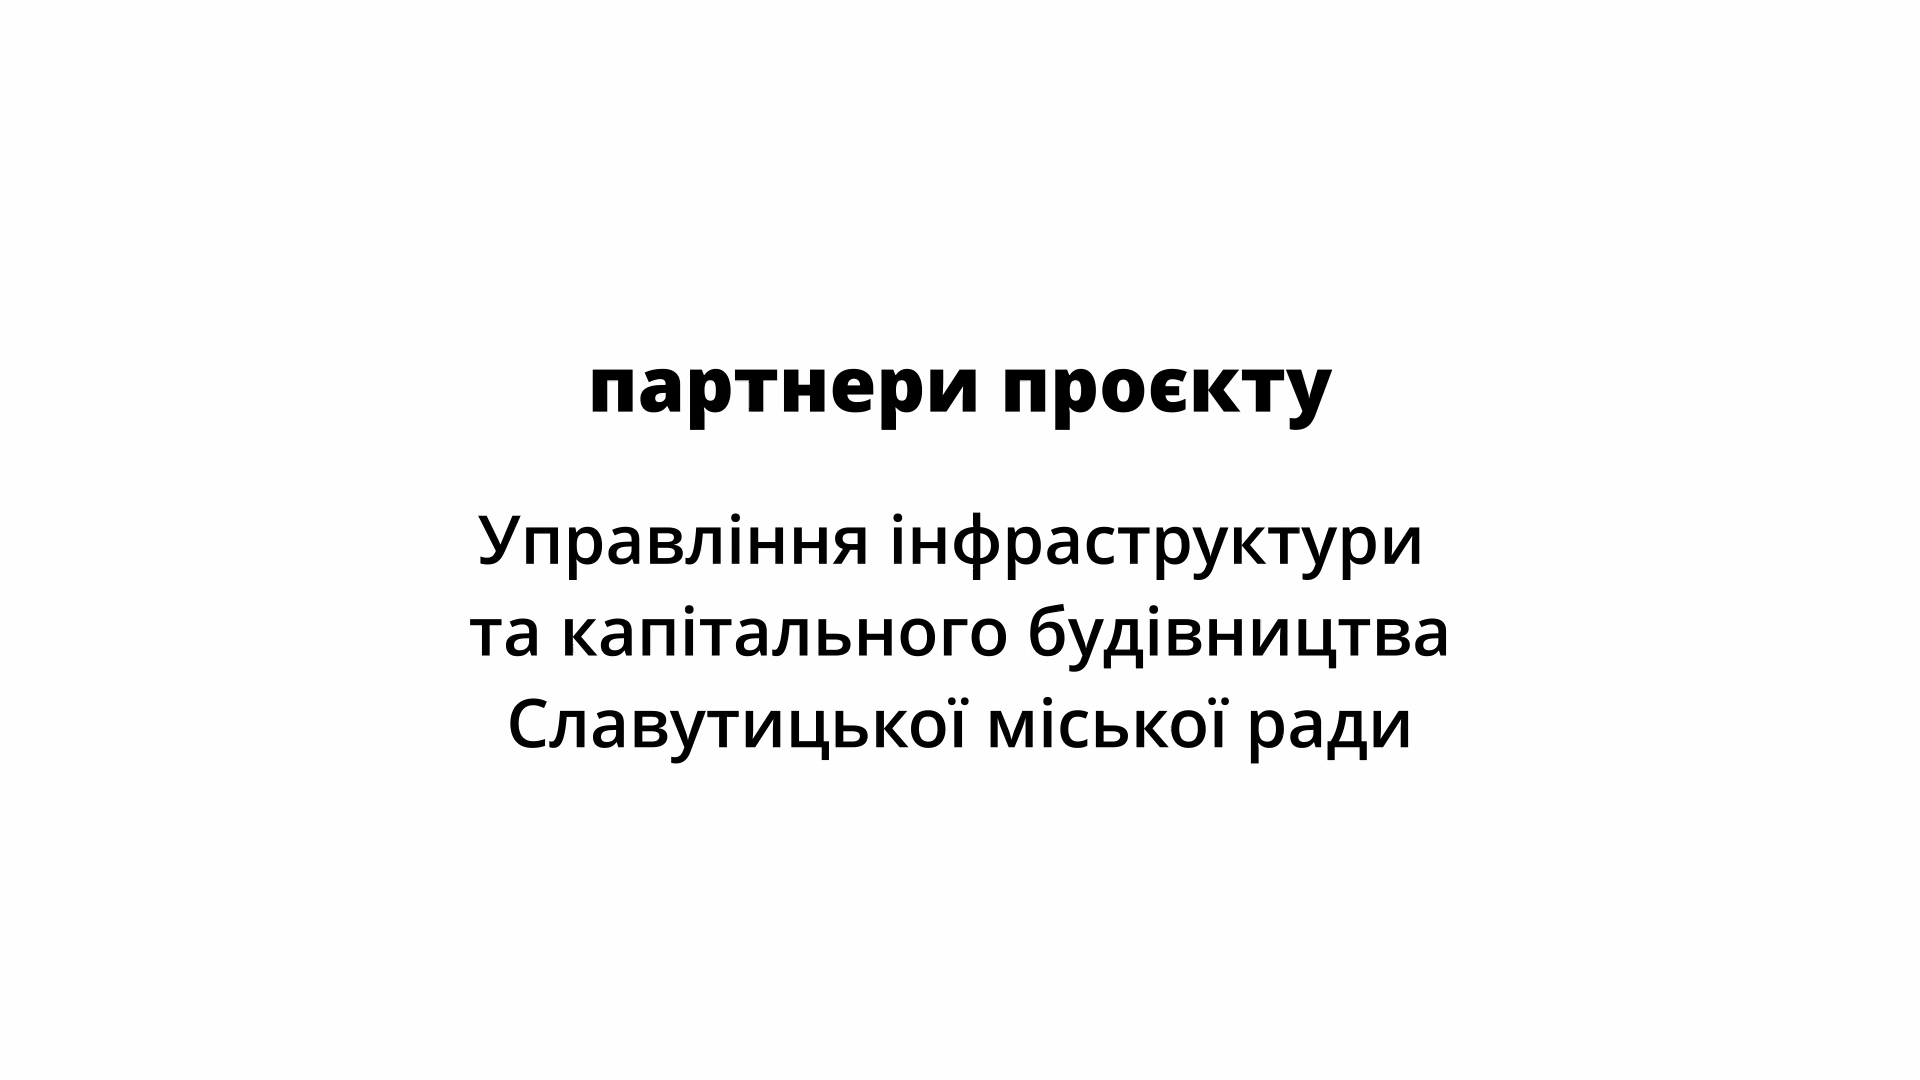 партнери проєкту
Управління інфраструктури
та капітального будівництва
Славутицької міської ради